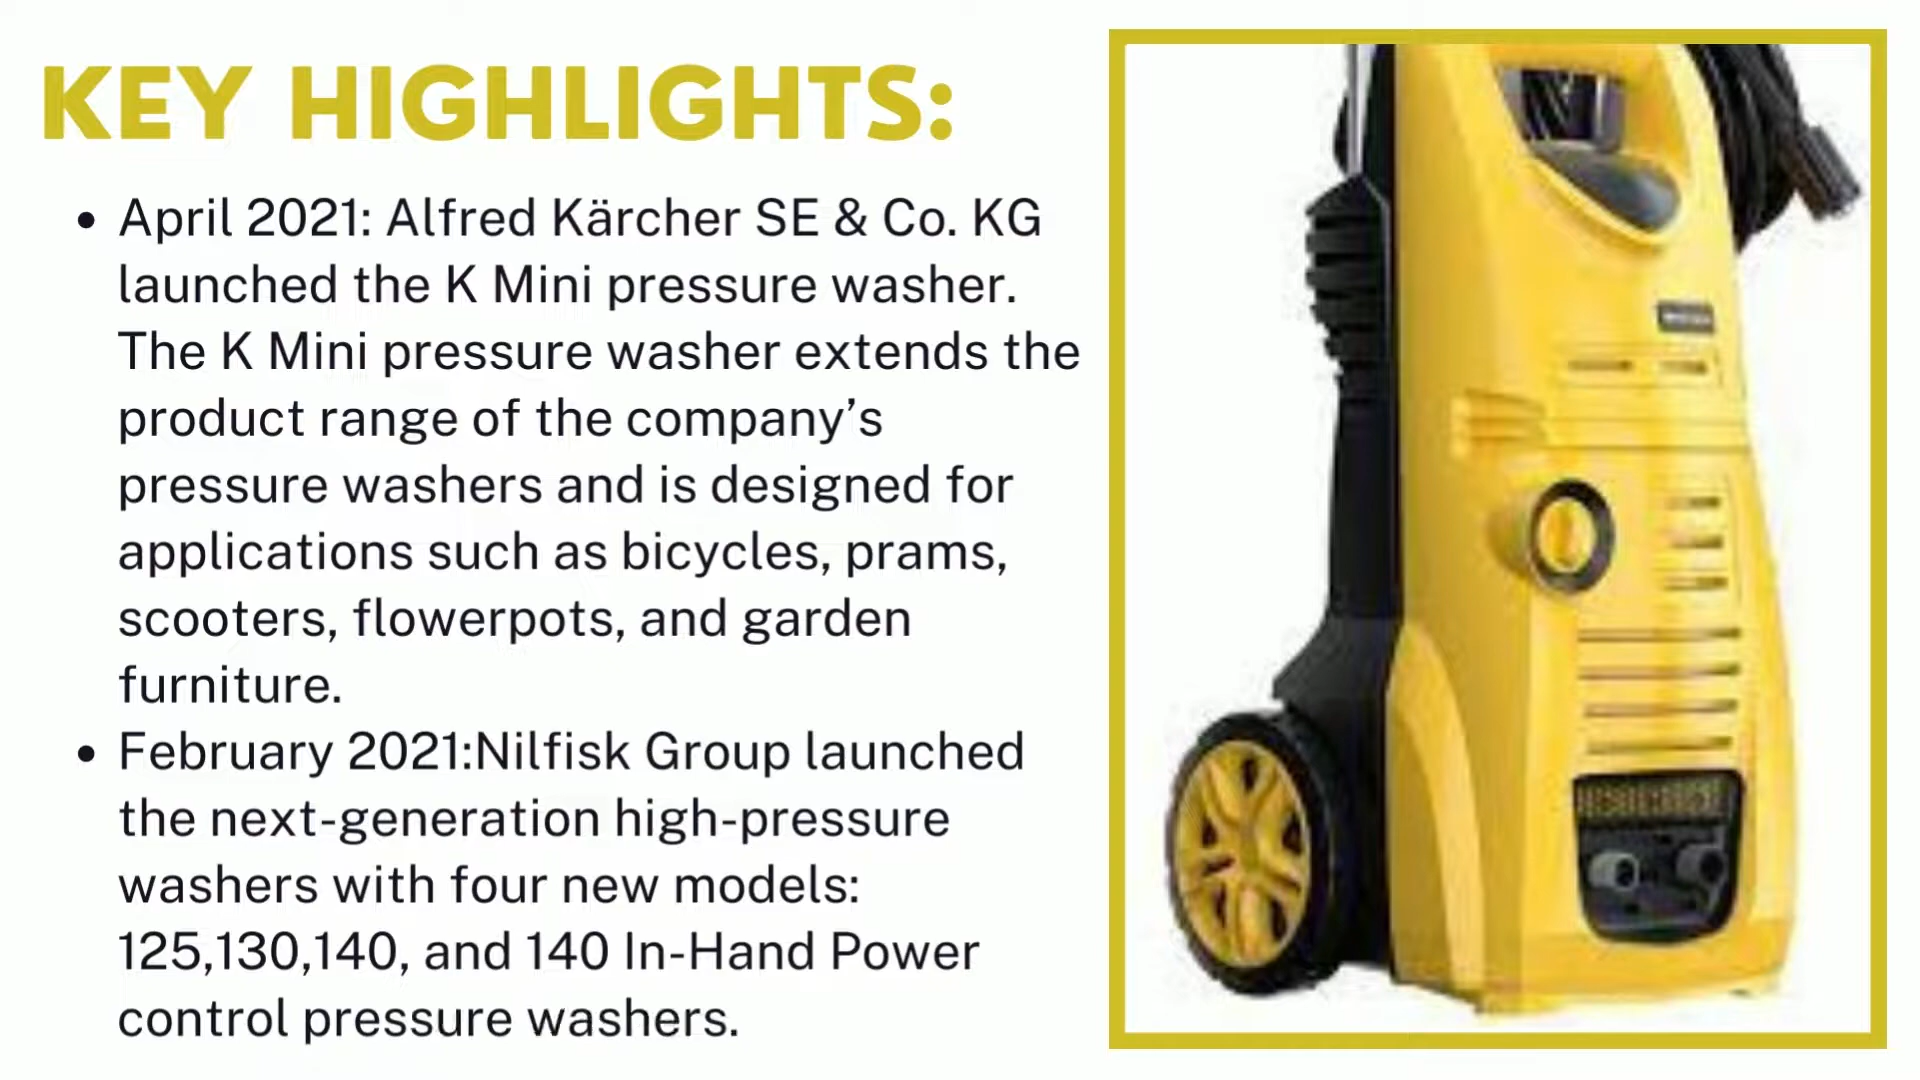 KEY HIGHLIGHTS:
• April 2021: Alfred Kärcher SE & Co. KG
launched the K Mini pressure washer.
The K Mini pressure washer extends the
product range of the company’s
pressure washers and is designed for
applications such as bicycles, prams,
scooters, flowerpots, and garden
furniture.
• February 2021:Nilfisk Group launched
the next-generation high-pressure
washers with four new models:
125,130,140, and 140 In-Hand Power
control pressure washers.